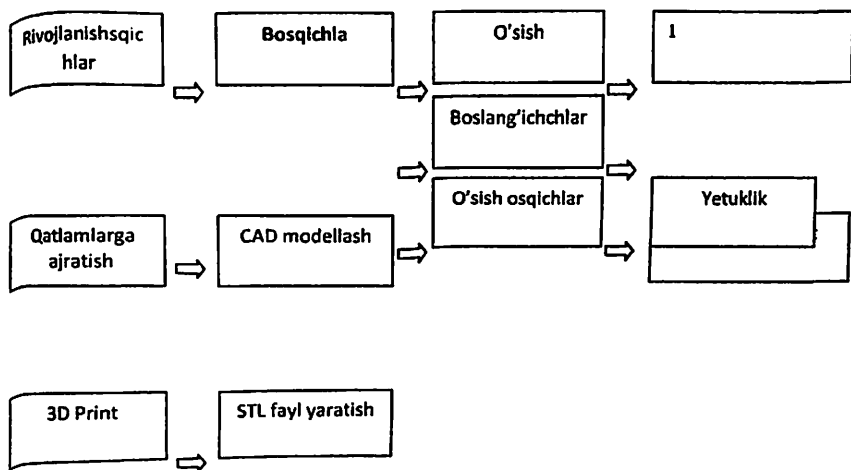 Rivojlanishsqic
hlar
Bosqichla
O'sish
1
Boslang'ichchlar
O'sish osqichlar
Yetuklik
Qatlamlarga
ajratish
CAD modellash
3D Print
STL fayl yaratish